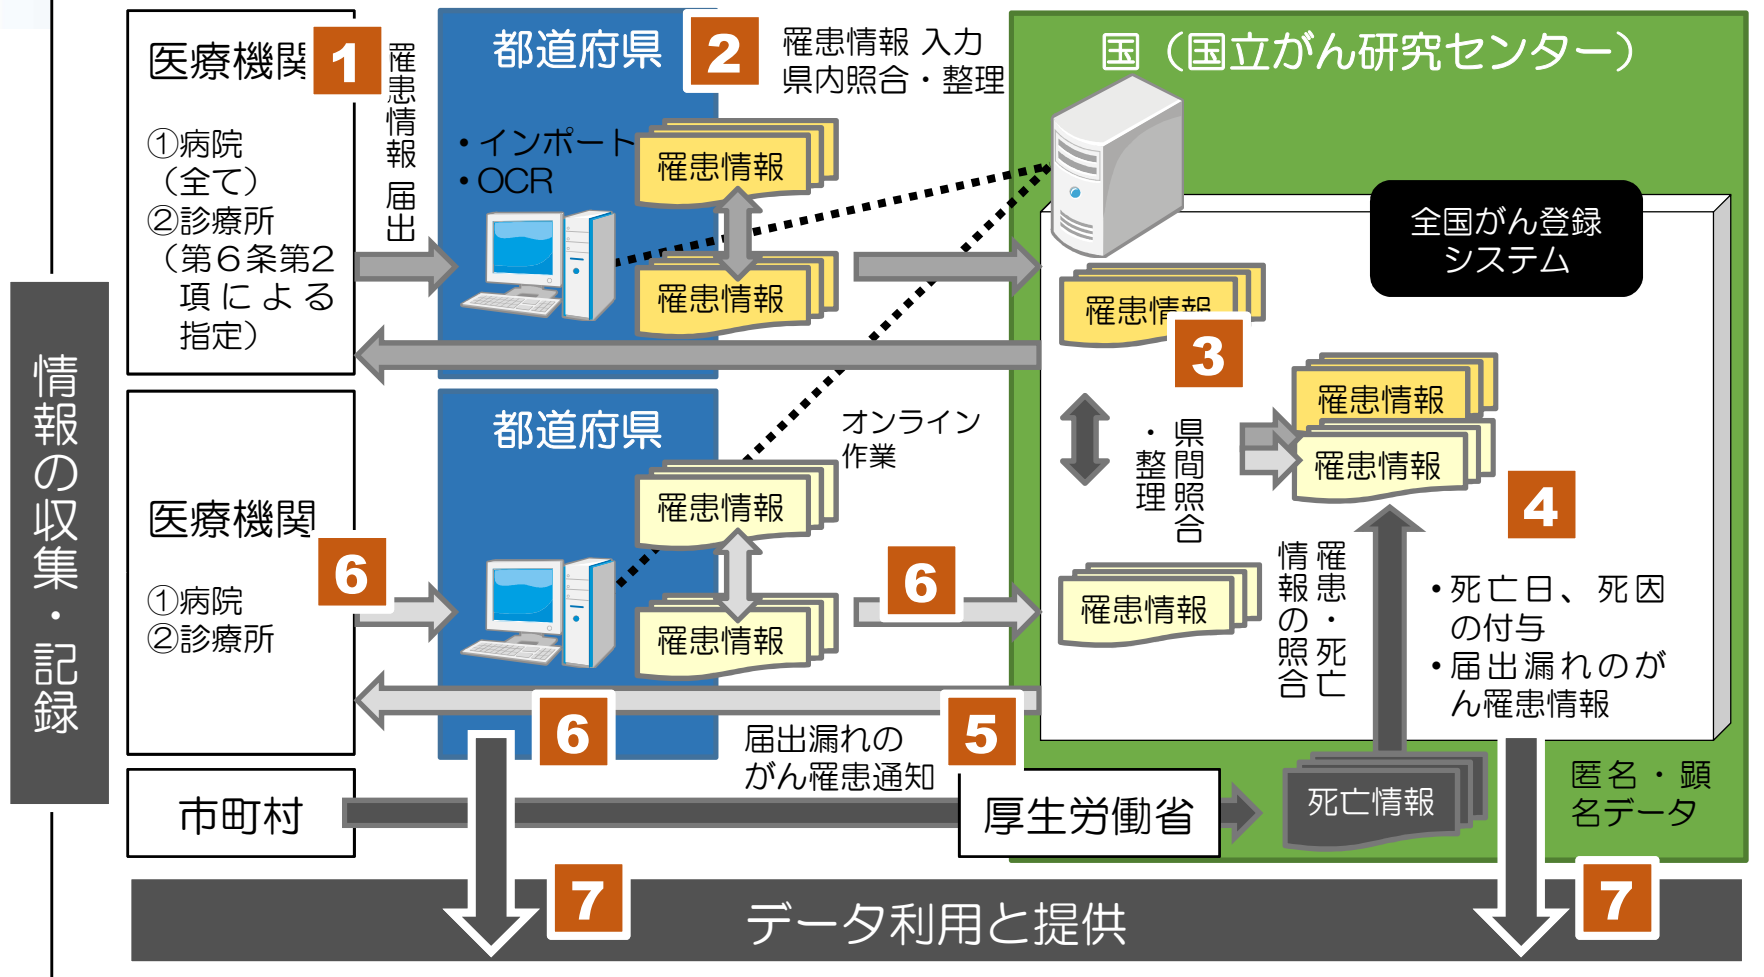 情報の収集・記録
医療機関
1
①病院
（全て）
②診療所
（第６条第２
項による
指定）
罹患情報 届出
都道府県
2
・インポート
・OCR
罹患情報
罹患情報
罹患情報 入力
県内照合・整理
国（国立がん研究センター）
全国がん登録
システム
罹患情報
3
県間照合
・整理
罹患情報
罹患情報
4
・死亡日、死因
の付与
・届出漏れのが
ん罹患情報
罹患・死亡
情報の照合
罹患情報
医療機関
6
①病院
②診療所
都道府県
罹患情報
罹患情報
オンライン
作業
6
6
5
届出漏れの
がん罹患通知
市町村
厚生労働省
死亡情報
匿名・顕
名データ
7
データ利用と提供
7